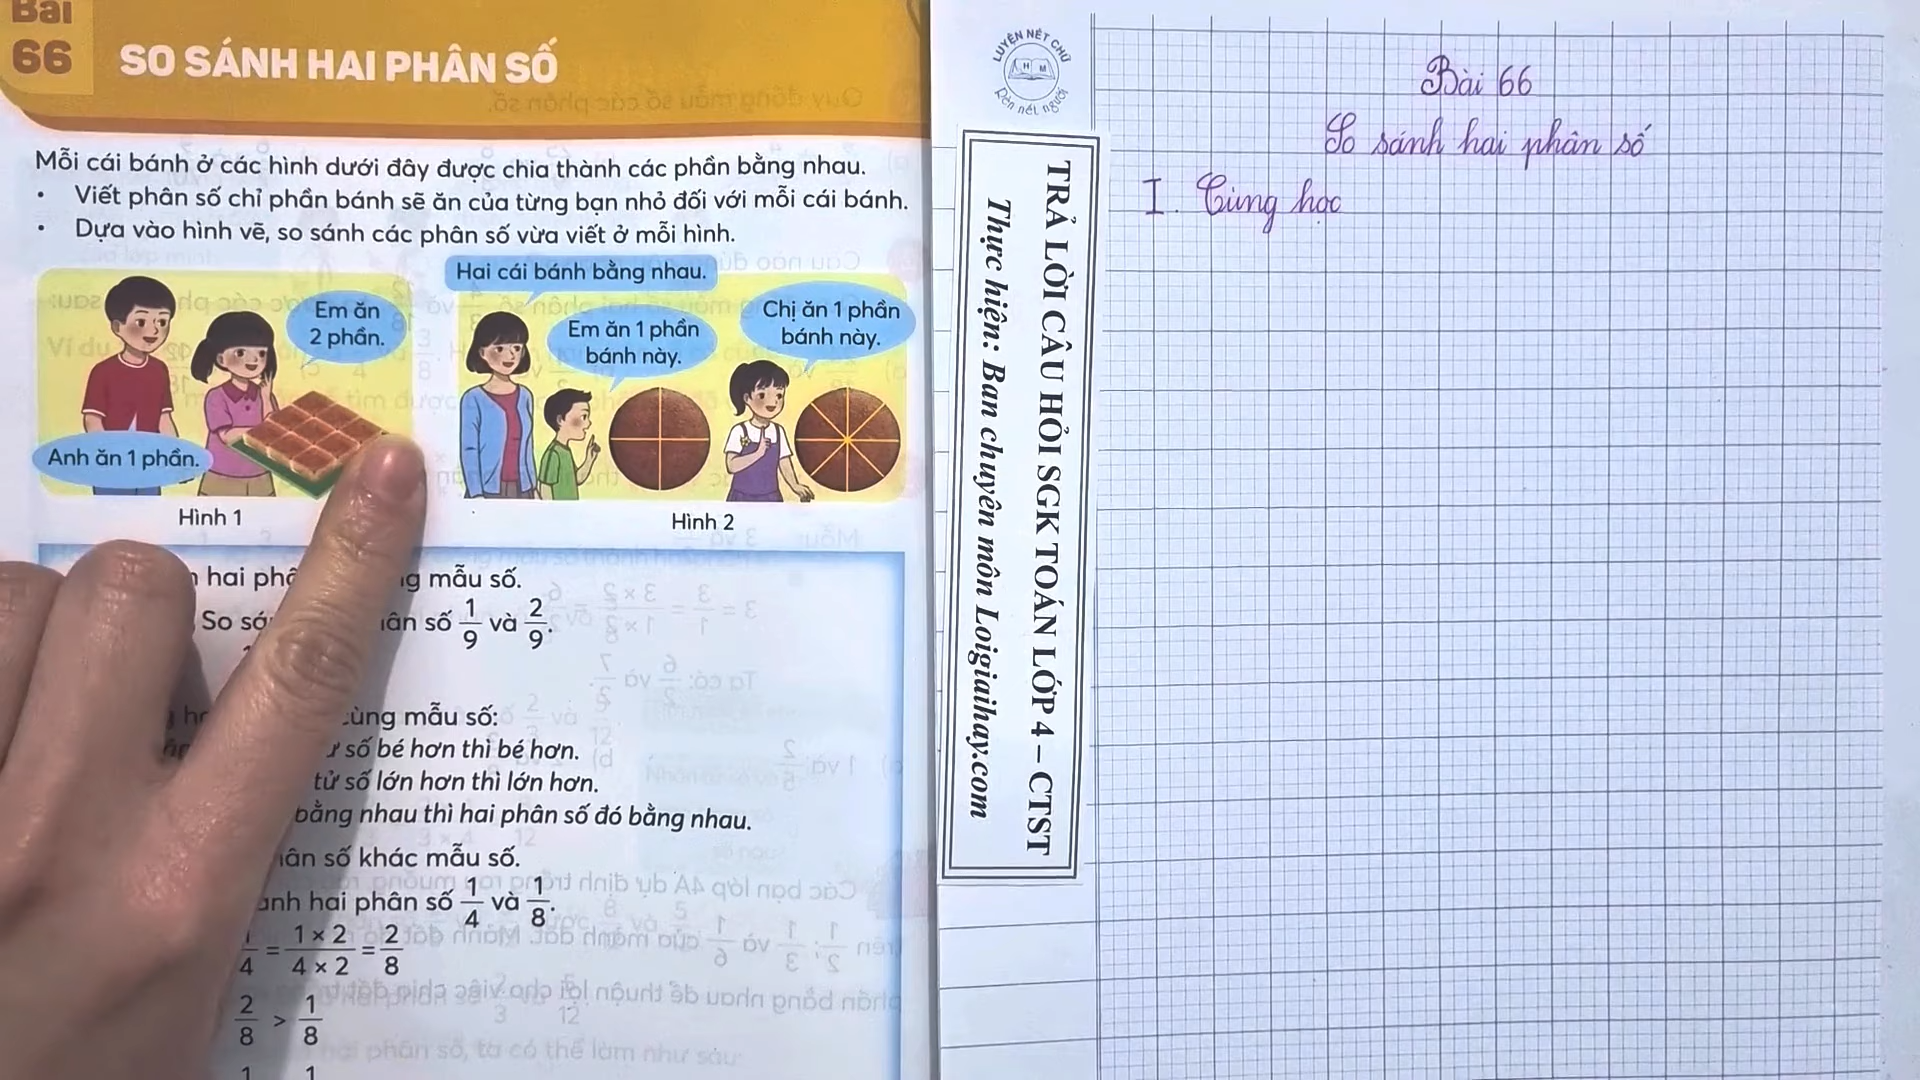 Bài
66
SO SÁNH HAI PHÂN SỐ
Mỗi cái bánh ở các hình dưới đây được chia thành các phần bằng nhau.
• Viết phân số chỉ phần bánh sẽ ăn của từng bạn nhỏ đối với mỗi cái bánh.
• Dựa vào hình vẽ, so sánh các phân số vừa viết ở mỗi hình.
Em ăn
2 phần.
Anh ăn 1 phần.
Hình 1
Hai cái bánh bằng nhau.
Em ăn 1 phần
bánh này.
Chị ăn 1 phần
bánh này.
Hình 2
hai mẫu số.
So số 1/9 và 2/9.
cùng mẫu số:
số bé hơn thì bé hơn.
tử số lớn hơn thì lớn hơn.
bằng nhau thì hai phân số đó bằng nhau.
số khác mẫu số.
hai phân số 1/4 và 1/8.
1/4 = 1 × 2/4 × 2 = 2/8
2/8 > 1/8
1 1
LUYỆN NÉT CHỮ
H M
Rèn nét người
TRẢ LỜI CÂU HỎI SGK TOÁN LỚP 4 – CTST
Thực hiện: Ban chuyên môn Loigiaihay.com
Bài 66
So sánh hai phân số
I. Cùng học